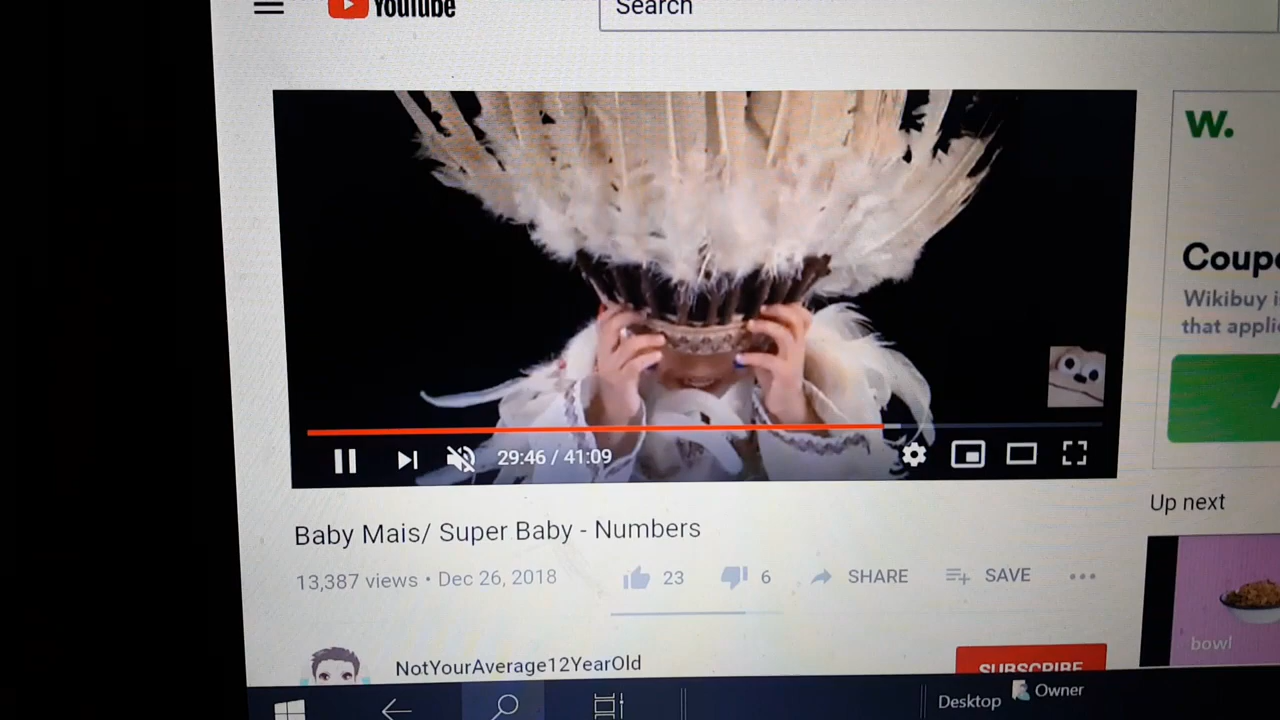 YouTube
Search
W.
29:46 / 41:09
Coup
Wikibuy i
that appli
Baby Mais/ Super Baby - Numbers
13,387 views • Dec 26, 2018
23
6
SHARE
SAVE
Up next
bowl
NotYourAverage12YearOld
SUBSCRIBE
Desktop
Owner